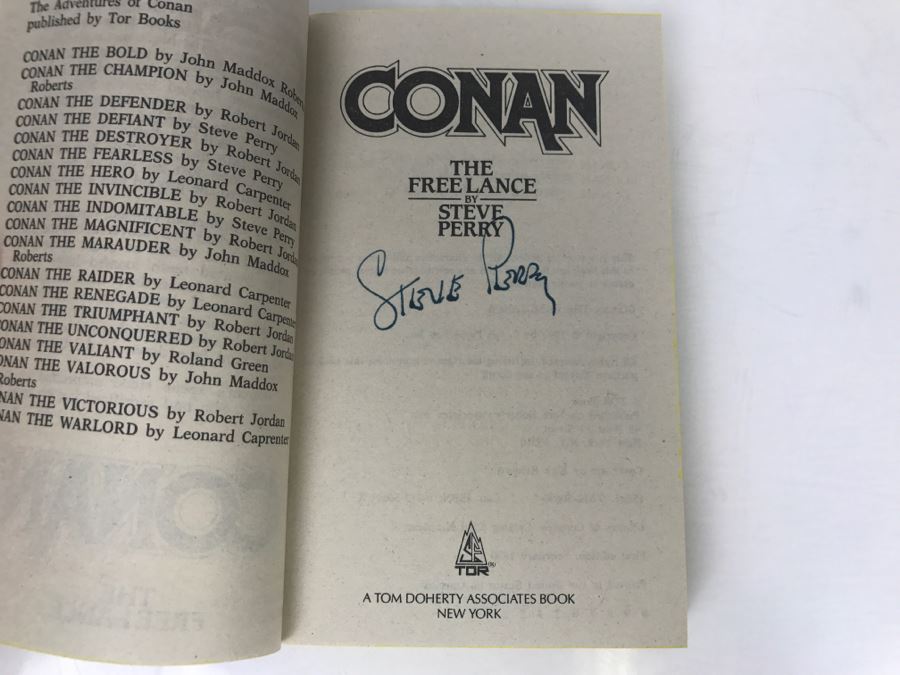 The Adventures of Conan
published by Tor Books
CONAN THE BOLD by John Maddox Roberts
CONAN THE CHAMPION by John Maddox
Roberts
CONAN THE DEFENDER by Robert Jordan
CONAN THE DEFIANT by Steve Perry
CONAN THE DESTROYER by Robert Jordan
CONAN THE FEARLESS by Steve Perry
CONAN THE HERO by Leonard Carpenter
CONAN THE INVINCIBLE by Robert Jordan
CONAN THE INDOMITABLE by Steve Perry
CONAN THE MAGNIFICENT by Robert Jordan
CONAN THE MARAUDER by John Maddox
Roberts
CONAN THE RAIDER by Leonard Carpenter
CONAN THE RENEGADE by Leonard Carpenter
CONAN THE TRIUMPHANT by Robert Jordan
CONAN THE UNCONQUERED by Robert Jordan
CONAN THE VALIANT by Roland Green
CONAN THE VALOROUS by John Maddox
Roberts
NAN THE VICTORIOUS by Robert Jordan
NAN THE WARLORD by Leonard Caprenter
CONAN
THE
FREE LANCE
BY
STEVE
PERRY
STEVE PERRY
TOR
A TOM DOHERTY ASSOCIATES BOOK
NEW YORK